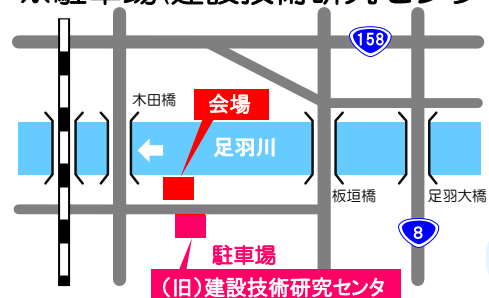 ※駐車場(建設技術研究センタ
158
木田橋
会場
足羽川
板垣橋
足羽大橋
8
駐車場
(旧)建設技術研究センタ